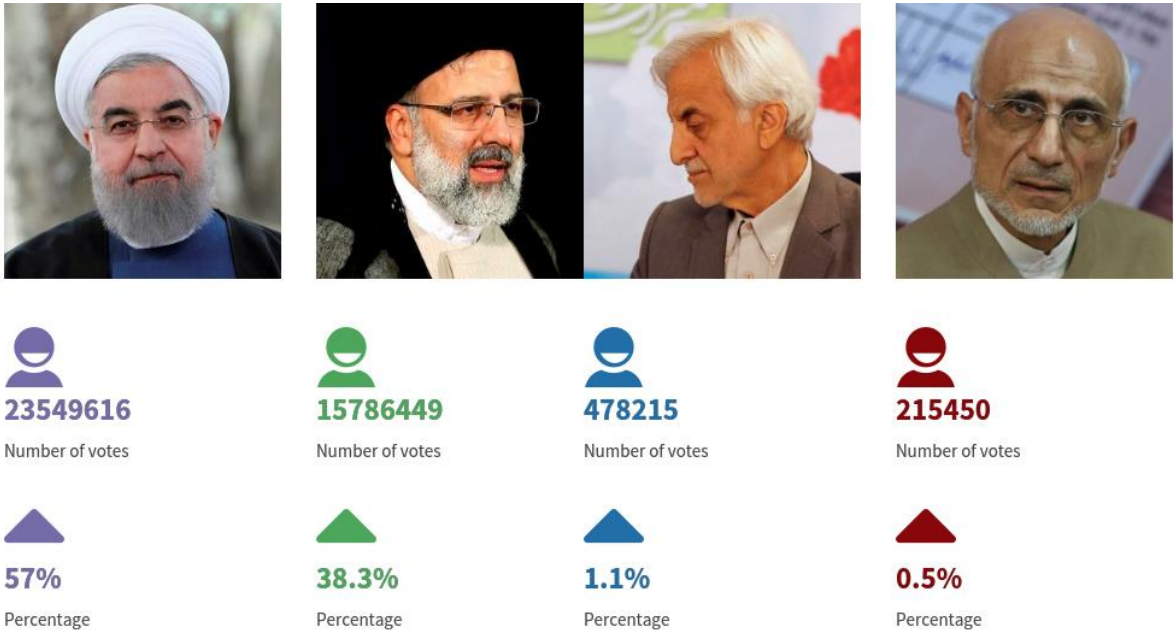 23549616
Number of votes
57%
Percentage
15786449
Number of votes
38.3%
Percentage
478215
Number of votes
1.1%
Percentage
215450
Number of votes
0.5%
Percentage